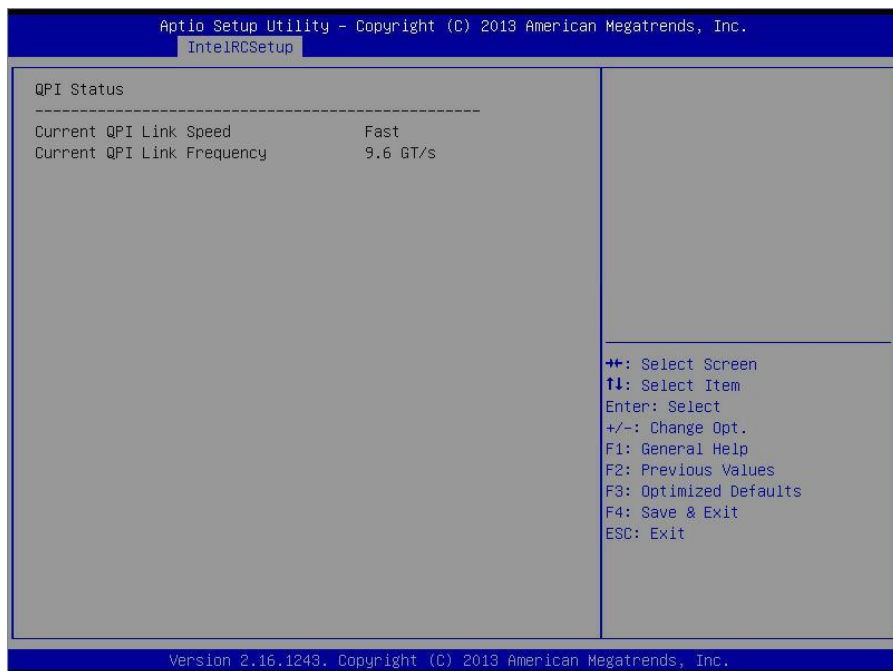 Aptio Setup Utility – Copyright (C) 2013 American Megatrends, Inc.
IntelRCSetup
QPI Status
--------------------------------------------------
Current QPI Link Speed Fast
Current QPI Link Frequency 9.6 GT/s
→←: Select Screen
↑↓: Select Item
Enter: Select
+/-: Change Opt.
F1: General Help
F2: Previous Values
F3: Optimized Defaults
F4: Save & Exit
ESC: Exit
Version 2.16.1243. Copyright (C) 2013 American Megatrends, Inc.